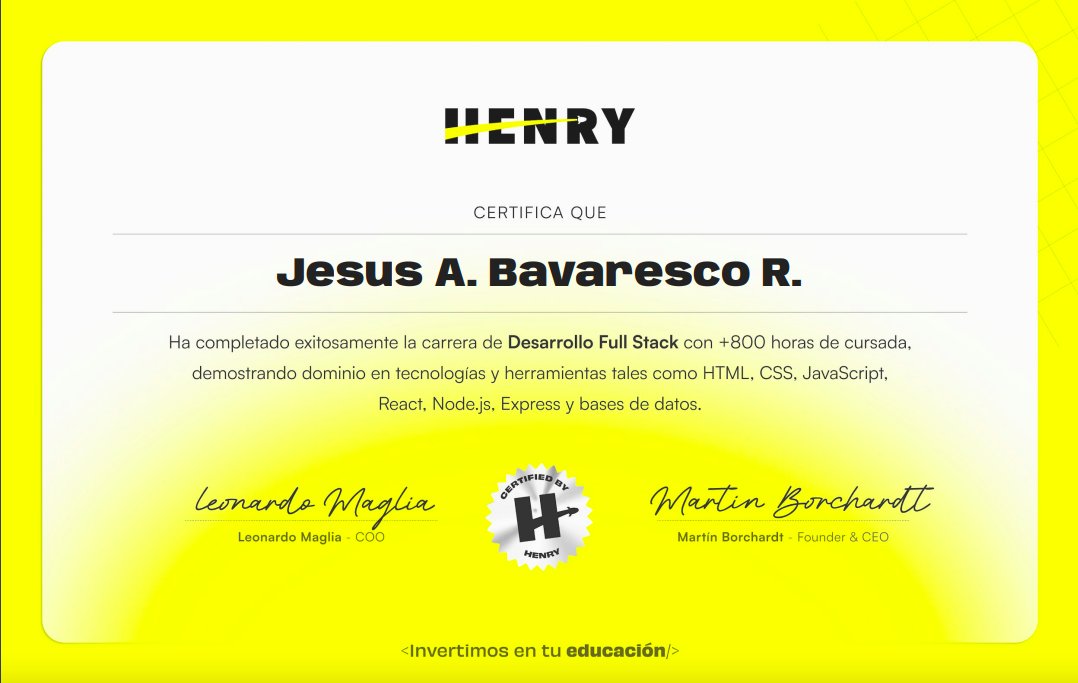 HENRY
CERTIFICA QUE
Jesus A. Bavaresco R.
Ha completado exitosamente la carrera de Desarrollo Full Stack con +800 horas de cursada,
demostrando dominio en tecnologías y herramientas tales como HTML, CSS, JavaScript,
React, Node.js, Express y bases de datos.
Leonardo Maglia
Leonardo Maglia - COO
CERTIFIED BY
H
HENRY
Martin Borchardt
Martín Borchardt - Founder & CEO
<Invertimos en tu educación/>